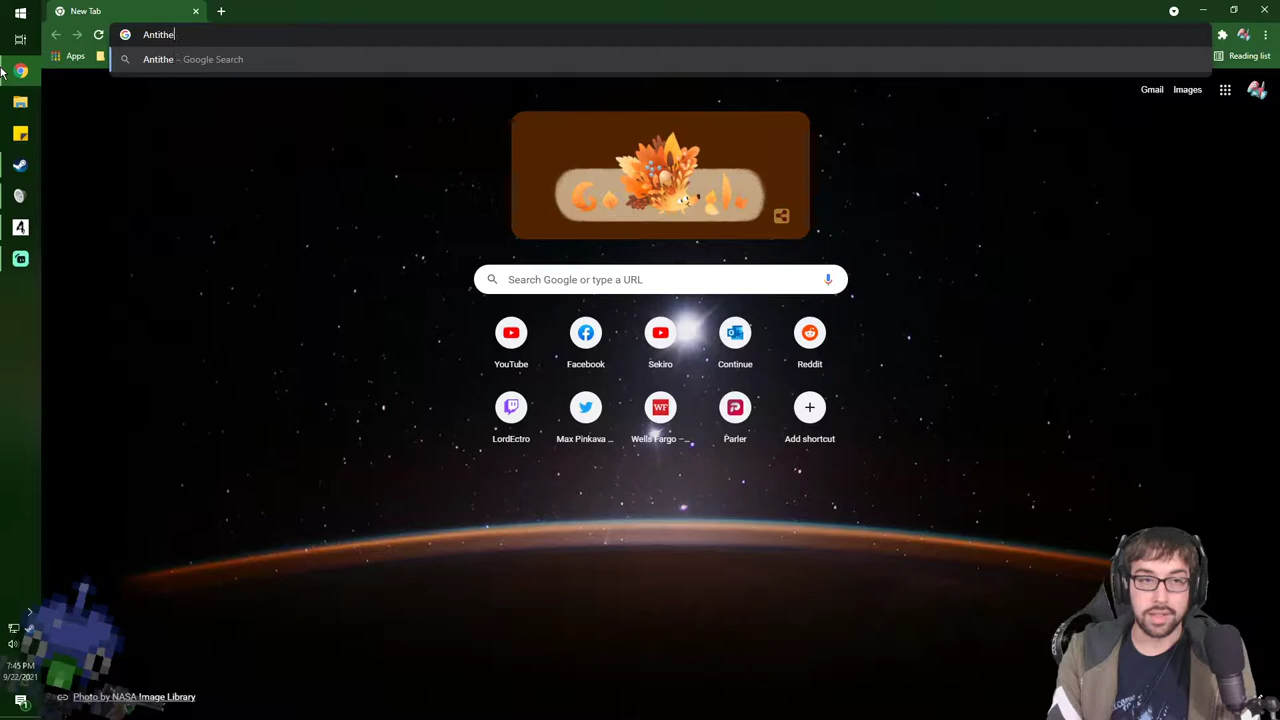 New Tab
Antithe
Apps
Antithe – Google Search
Reading list
Gmail
Images
Search Google or type a URL
YouTube
Facebook
Sekiro
Continue
Reddit
LordEctro
Max Pinkava ...
Wells Fargo –...
Parler
Add shortcut
7:45 PM
9/22/2021
Photo by NASA Image Library